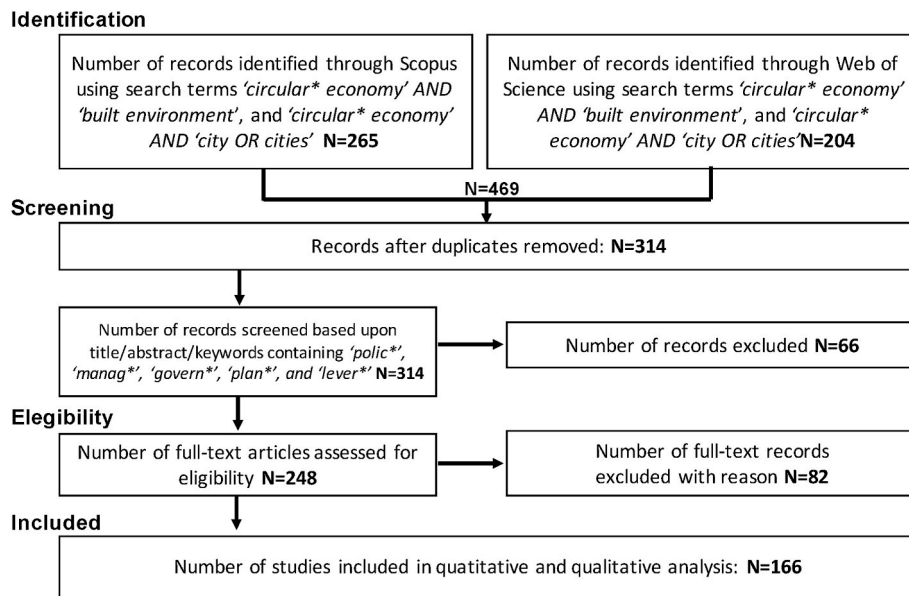 Identification
Number of records identified through Scopus
using search terms ‘circular* economy’ AND
‘built environment’, and ‘circular* economy’
AND ‘city OR cities’ N=265
Number of records identified through Web of
Science using search terms ‘circular* economy’
AND ‘built environment’, and ‘circular*
economy’ AND ‘city OR cities’N=204
N=469
Screening
Records after duplicates removed: N=314
Number of records screened based upon
title/abstract/keywords containing ‘polic*’,
‘manag*’, ‘govern*’, ‘plan*’, and ‘lever*’ N=314
Number of records excluded N=66
Elegibility
Number of full-text articles assessed for
eligibility N=248
Number of full-text records
excluded with reason N=82
Included
Number of studies included in quatitative and qualitative analysis: N=166